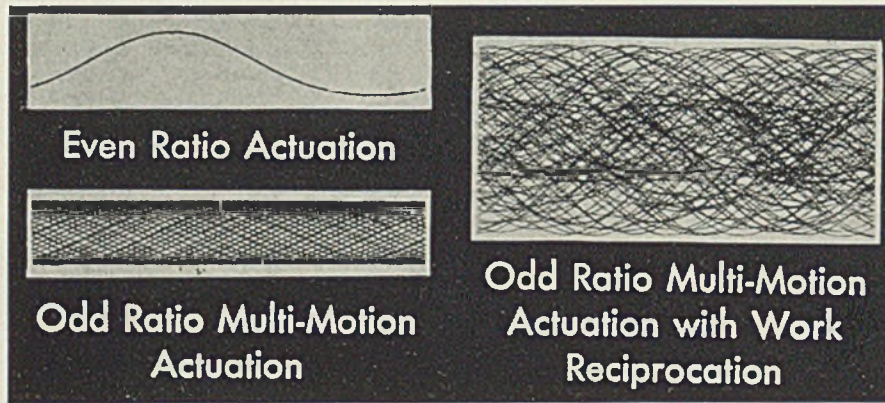 Even Ratio Actuation
Odd Ratio Multi-Motion
Actuation
Odd Ratio Multi-Motion
Actuation with Work
Reciprocation